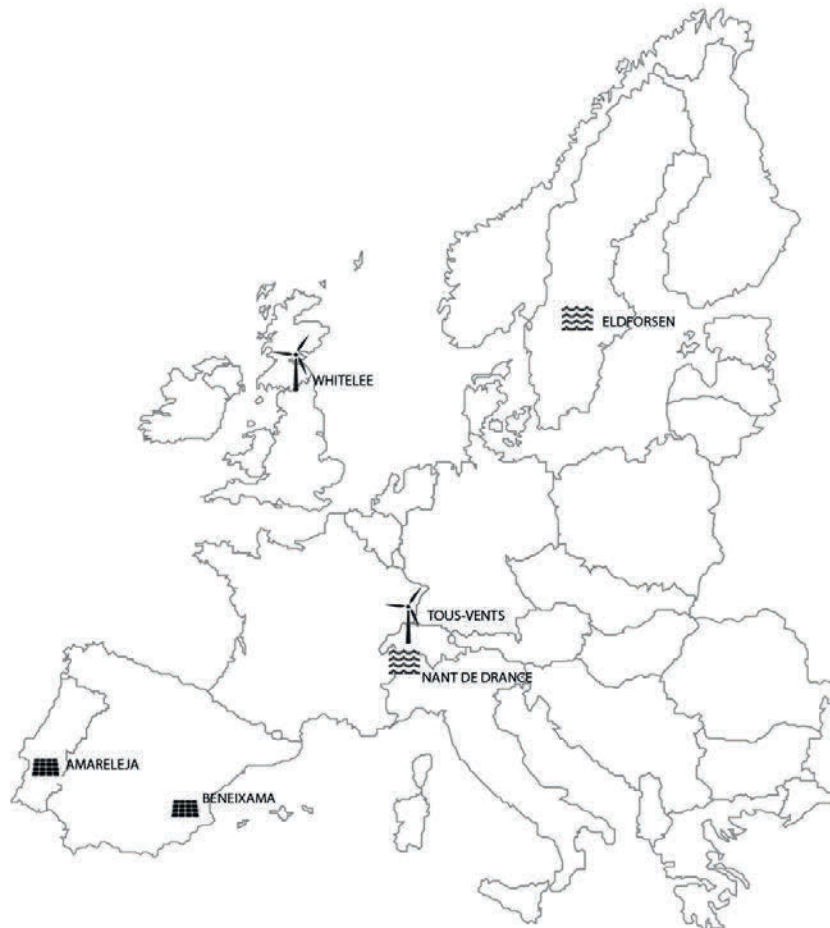 ELDFORSEN
WHITELEE
TOUS-VENTS
NANT DE DRANCE
AMARELEJA
BENEIXAMA